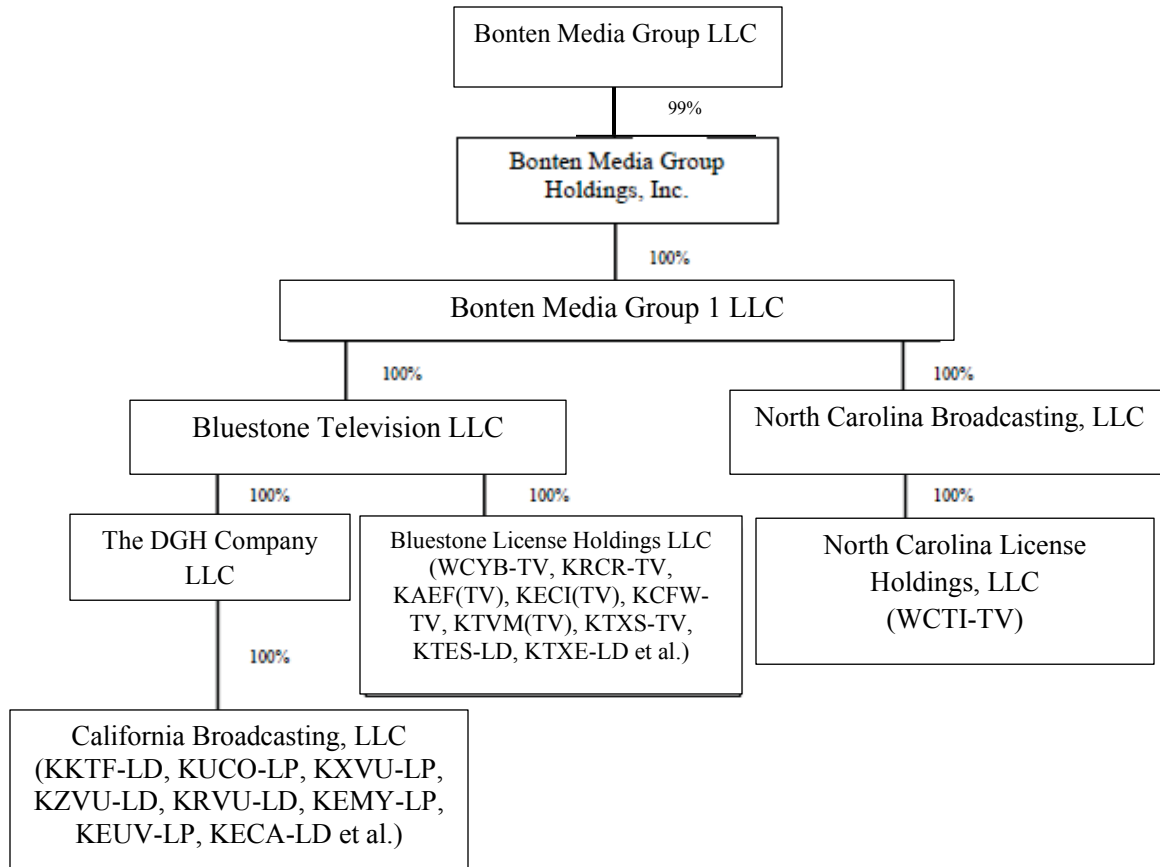 Bonten Media Group LLC
99%
Bonten Media Group
Holdings, Inc.
100%
Bonten Media Group 1 LLC
100%
100%
Bluestone Television LLC
North Carolina Broadcasting, LLC
100%
100%
100%
The DGH Company
LLC
Bluestone License Holdings LLC
(WCYB-TV, KRCR-TV,
KAEF(TV), KECI(TV), KCFW-
TV, KTVM(TV), KTXS-TV,
KTES-LD, KTXE-LD et al.)
North Carolina License
Holdings, LLC
(WCTI-TV)
100%
California Broadcasting, LLC
(KKTF-LD, KUCO-LP, KXVU-LP,
KZVU-LD, KRVU-LD, KEMY-LP,
KEUV-LP, KECA-LD et al.)